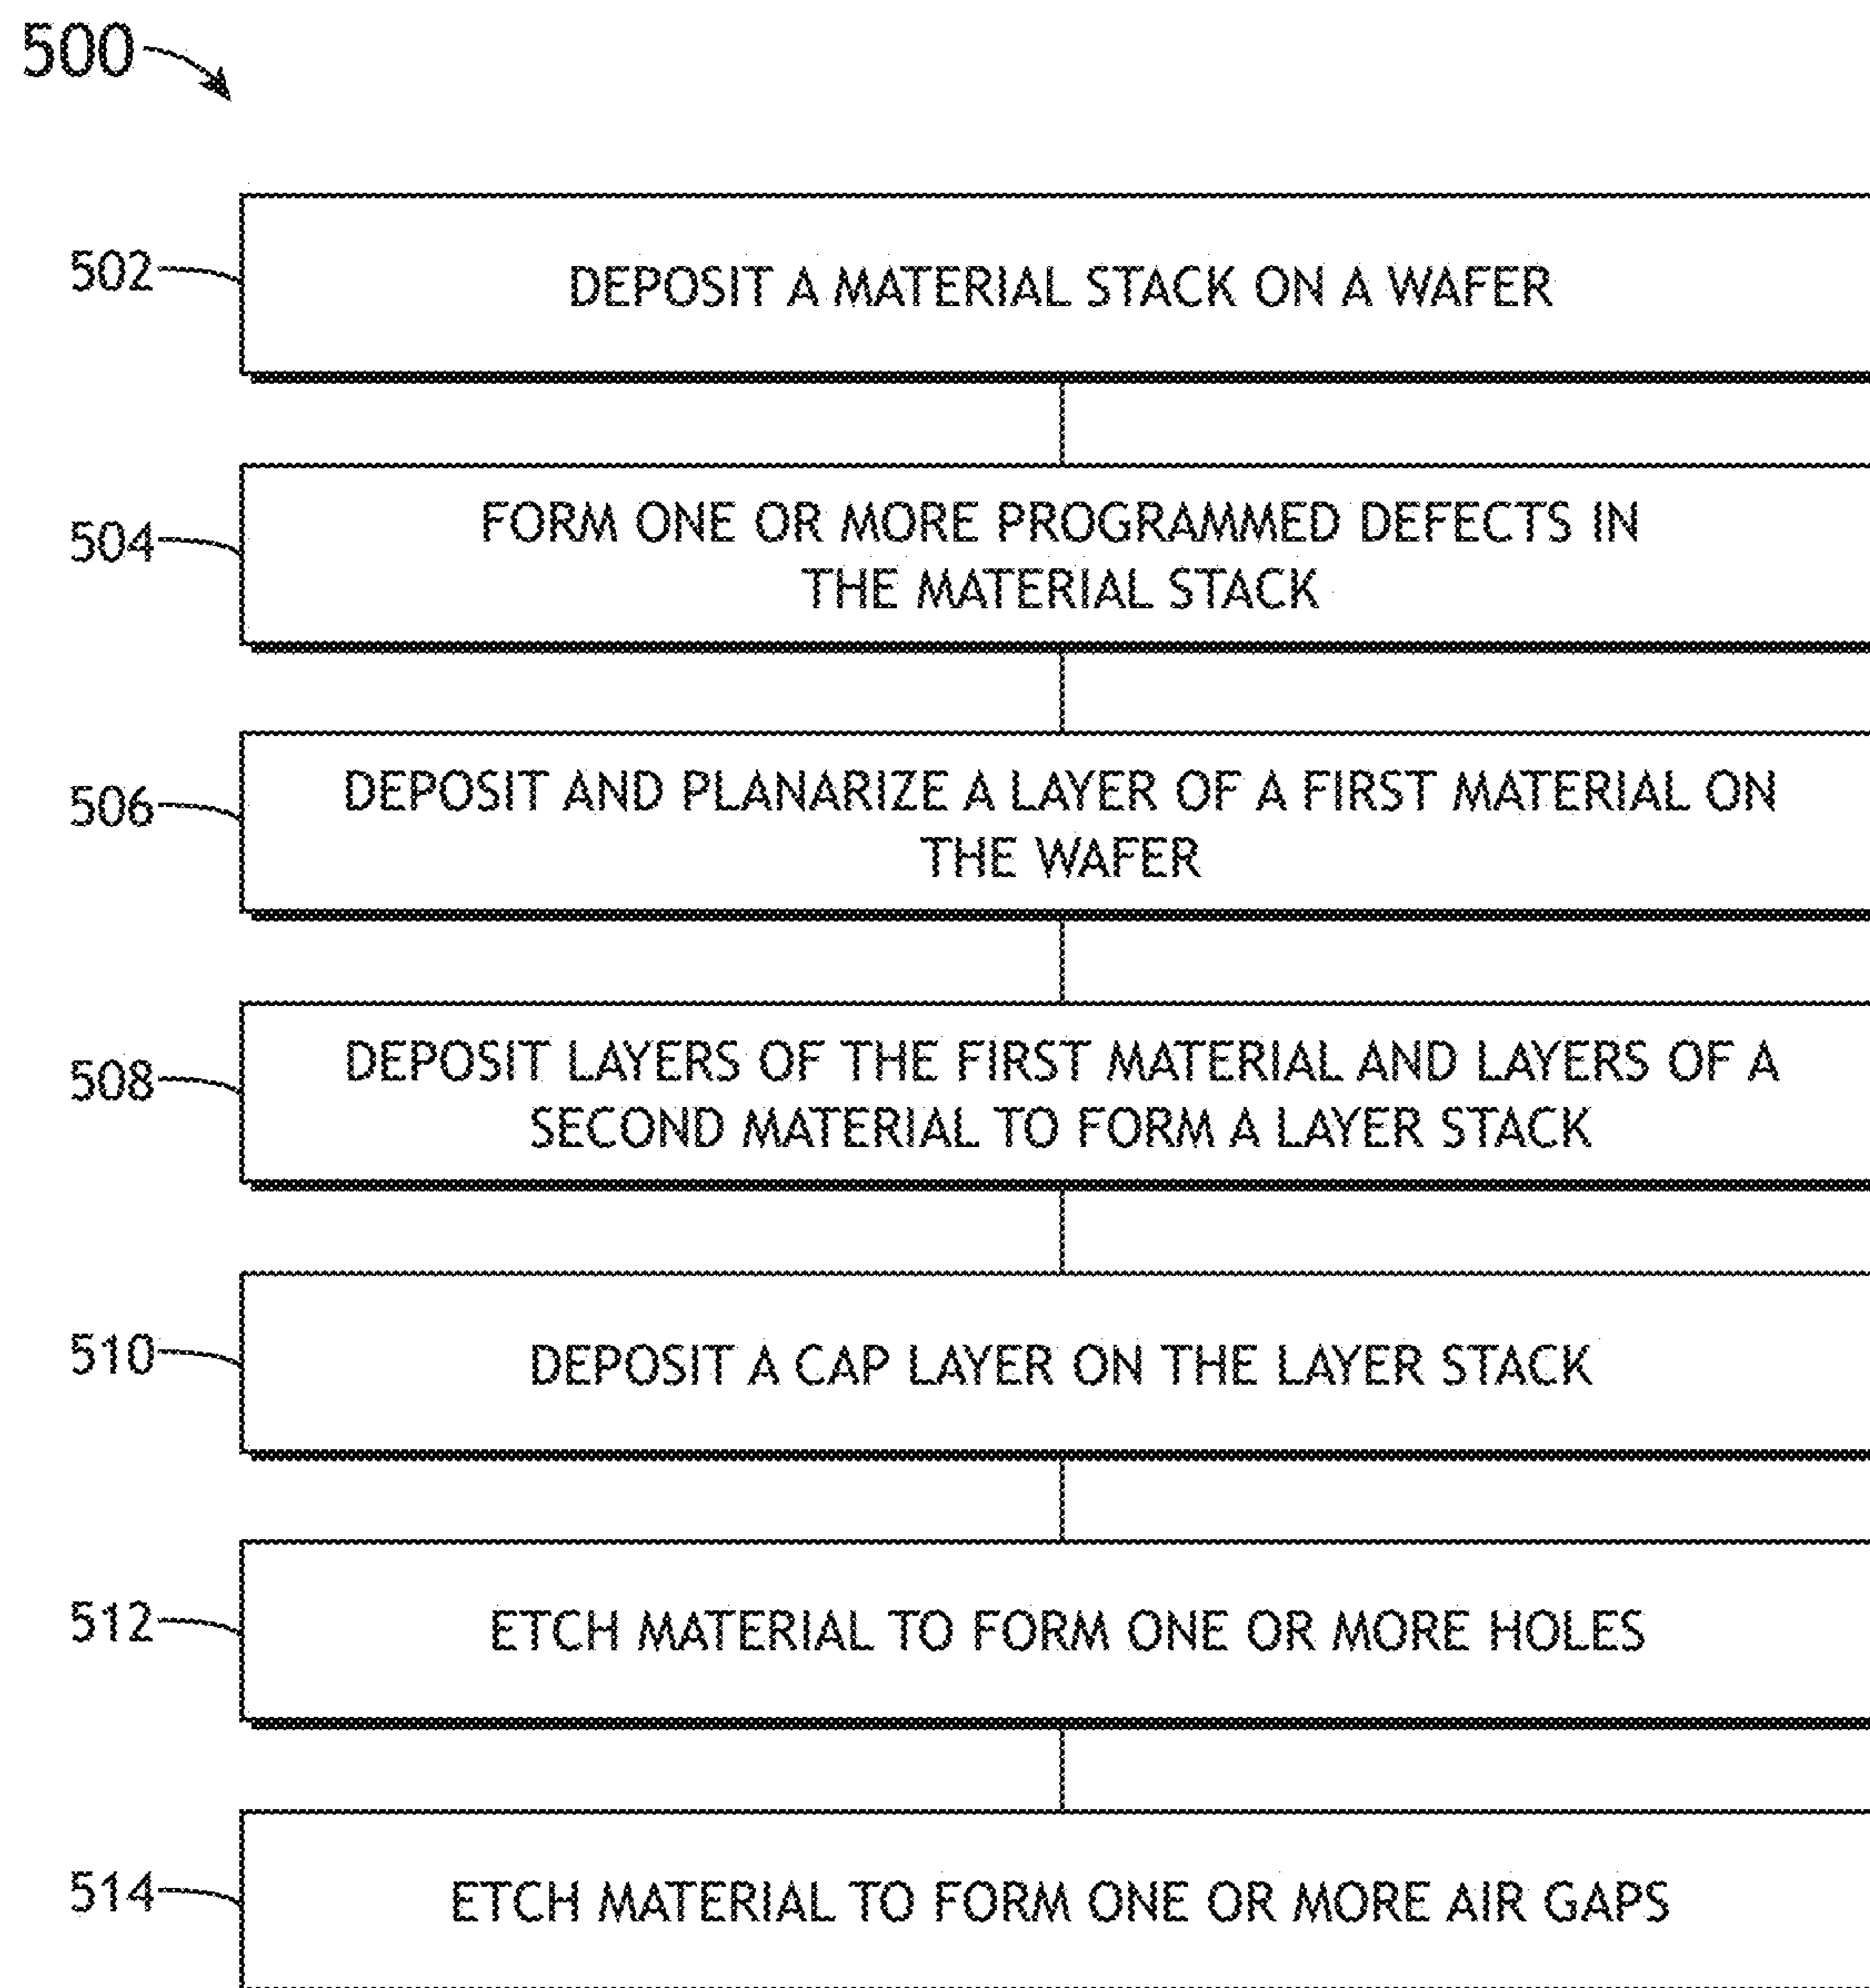 500
502
DEPOSIT A MATERIAL STACK ON A WAFER
504
FORM ONE OR MORE PROGRAMMED DEFECTS IN
THE MATERIAL STACK
506
DEPOSIT AND PLANARIZE A LAYER OF A FIRST MATERIAL ON
THE WAFER
508
DEPOSIT LAYERS OF THE FIRST MATERIAL AND LAYERS OF A
SECOND MATERIAL TO FORM A LAYER STACK
510
DEPOSIT A CAP LAYER ON THE LAYER STACK
512
ETCH MATERIAL TO FORM ONE OR MORE HOLES
514
ETCH MATERIAL TO FORM ONE OR MORE AIR GAPS